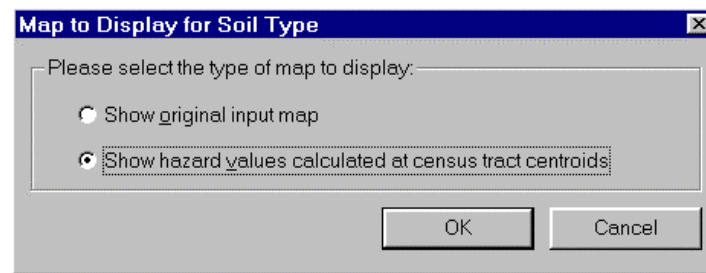 Map to Display for Soil Type
Please select the type of map to display:
Show original input map
Show hazard values calculated at census tract centroids
OK
Cancel